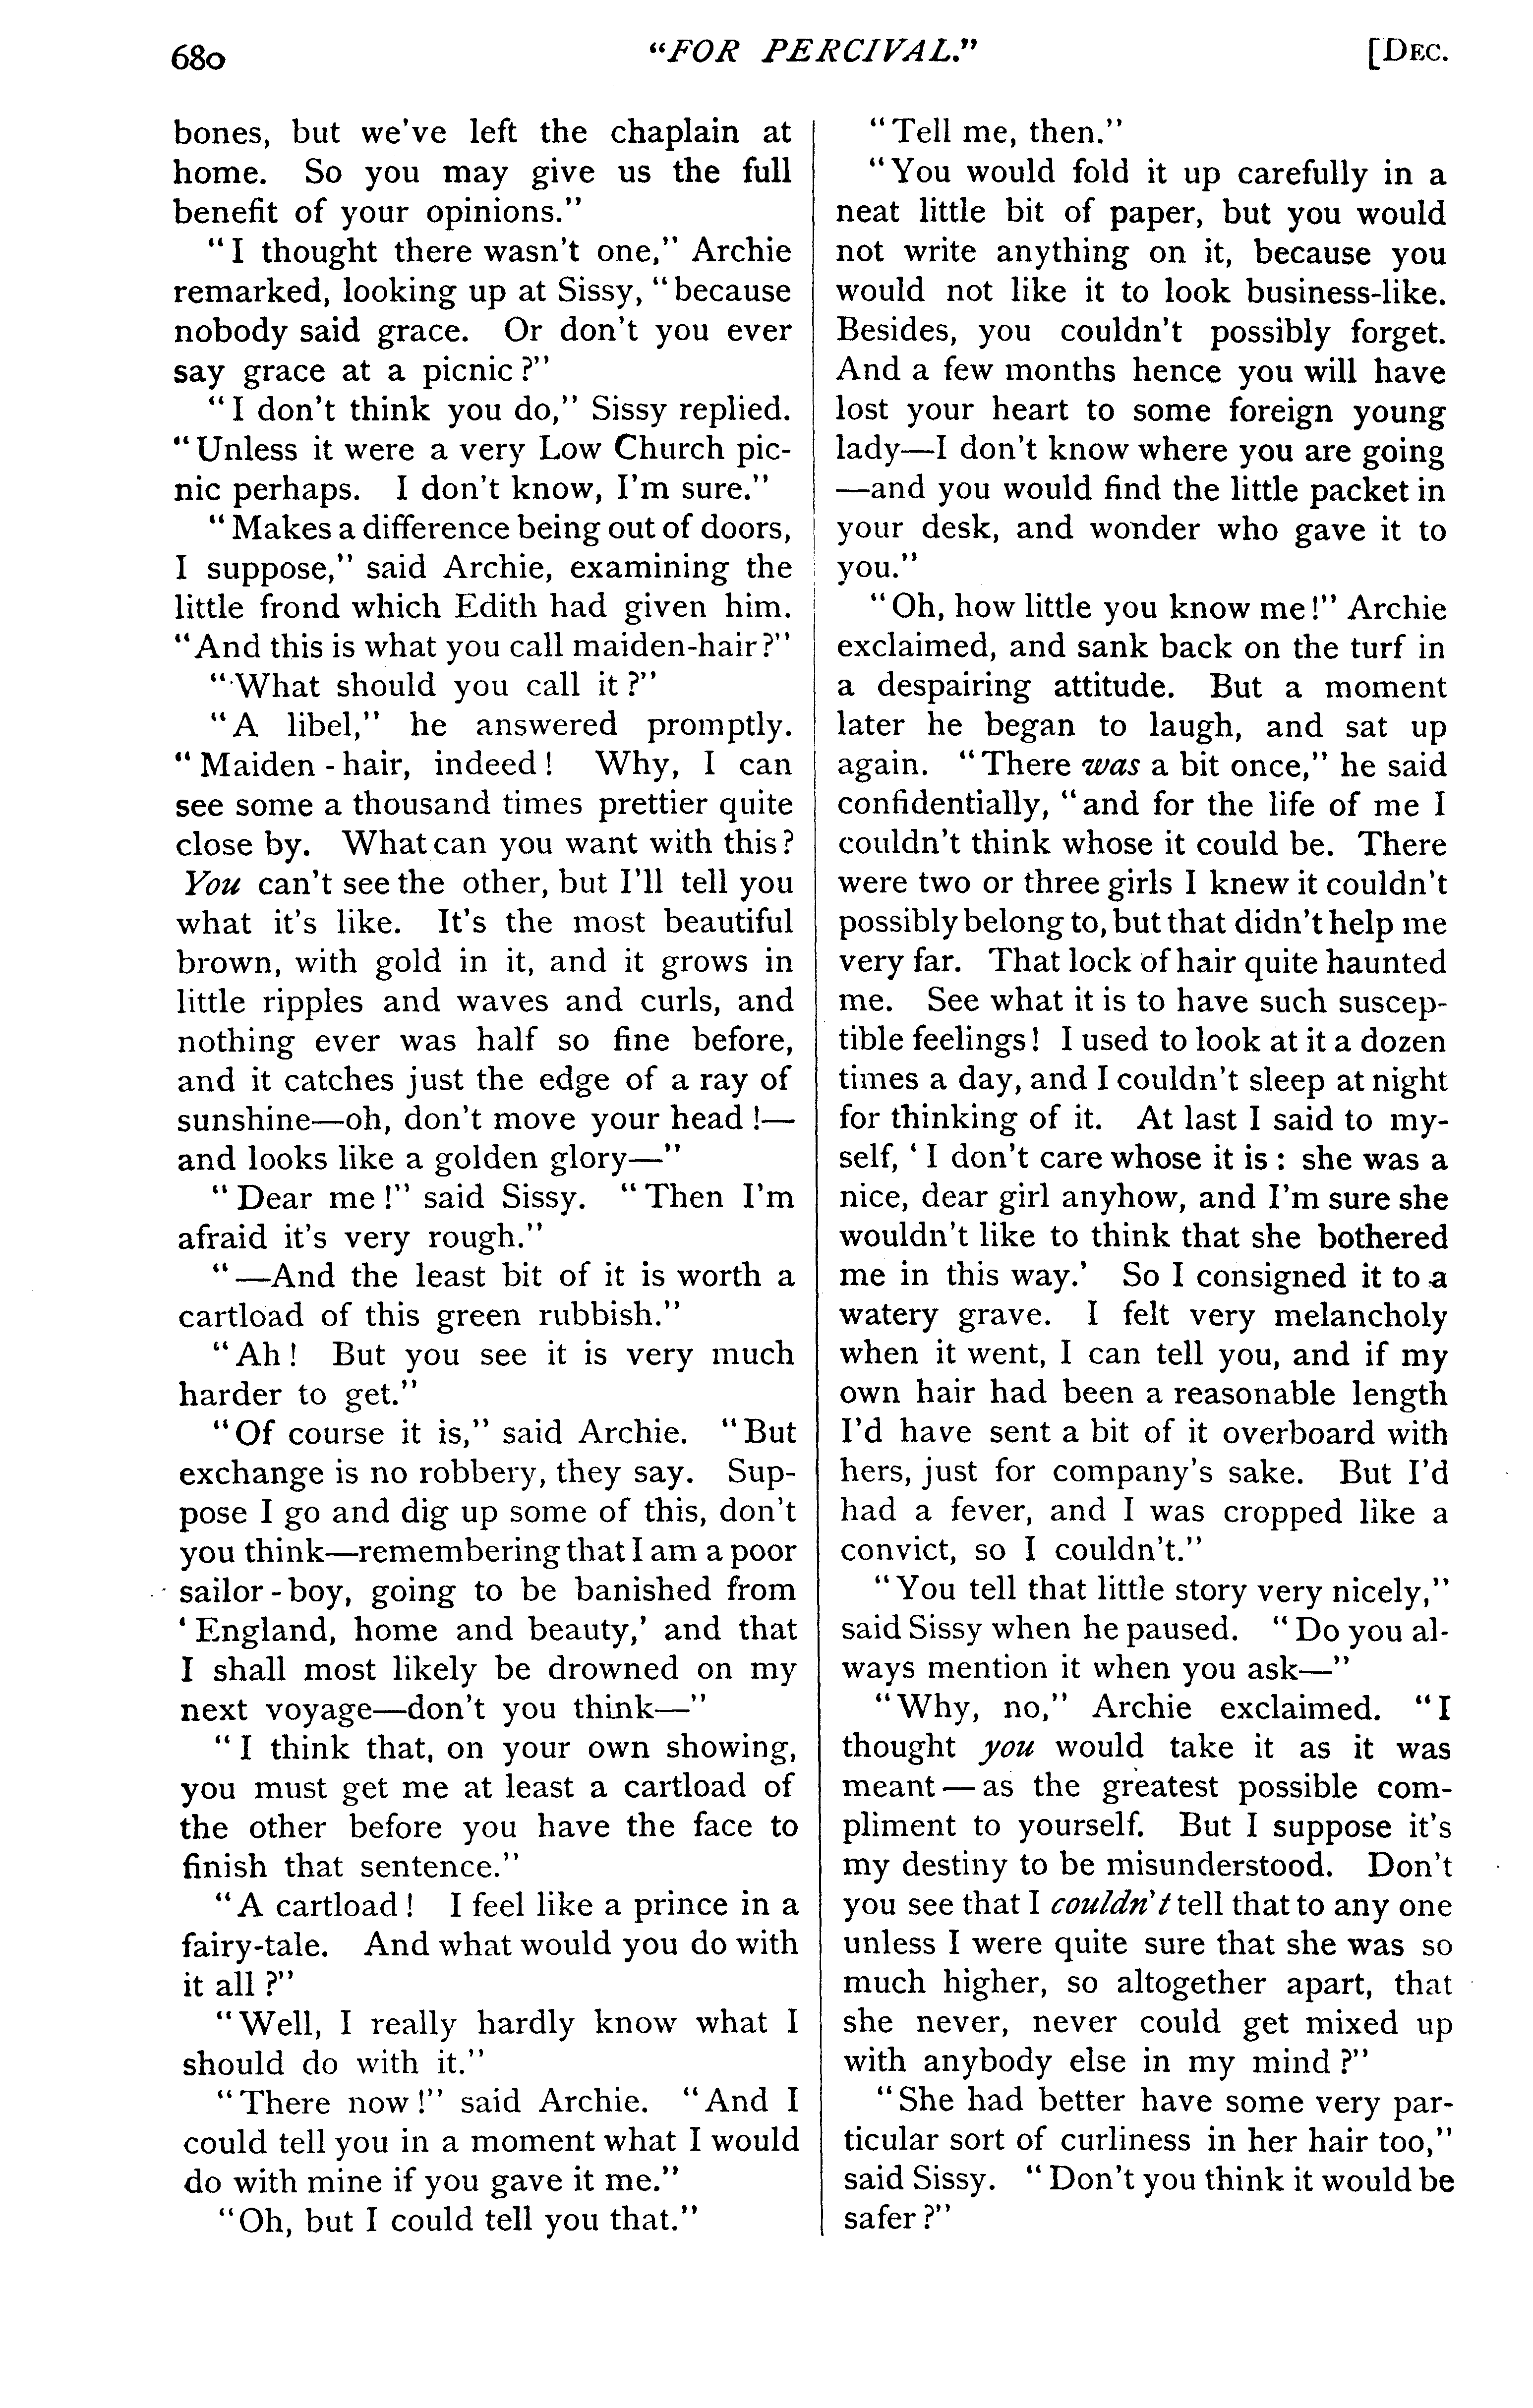 680
"FOR PERCIVAL."
[DEC.
bones, but we've left the chaplain at
home. So you may give us the full
benefit of your opinions."
"I thought there wasn't one," Archie
remarked, looking up at Sissy, "because
nobody said grace. Or don't you ever
say grace at a picnic?"
"I don't think you do," Sissy replied.
"Unless it were a very Low Church pic-
nic perhaps. I don't know, I'm sure."
"Makes a difference being out of doors,
I suppose," said Archie, examining the
little frond which Edith had given him.
"And this is what you call maiden-hair?"
"What should you call it?"
"A libel," he answered promptly.
"Maiden-hair, indeed! Why, I can
see some a thousand times prettier quite
close by. What can you want with this?
You can't see the other, but I'll tell you
what it's like. It's the most beautiful
brown, with gold in it, and it grows in
little ripples and waves and curls, and
nothing ever was half so fine before,
and it catches just the edge of a ray of
sunshine—oh, don't move your head!—
and looks like a golden glory—"
"Dear me!" said Sissy. "Then I'm
afraid it's very rough."
"—And the least bit of it is worth a
cartload of this green rubbish."
"Ah! But you see it is very much
harder to get."
"Of course it is," said Archie. "But
exchange is no robbery, they say. Sup-
pose I go and dig up some of this, don't
you think—remembering that I am a poor
sailor-boy, going to be banished from
'England, home and beauty,' and that
I shall most likely be drowned on my
next voyage—don't you think—"
"I think that, on your own showing,
you must get me at least a cartload of
the other before you have the face to
finish that sentence."
"A cartload! I feel like a prince in a
fairy-tale. And what would you do with
it all?"
"Well, I really hardly know what I
should do with it."
"There now!" said Archie. "And I
could tell you in a moment what I would
do with mine if you gave it me."
"Oh, but I could tell you that."
"Tell me, then."
"You would fold it up carefully in a
neat little bit of paper, but you would
not write anything on it, because you
would not like it to look business-like.
Besides, you couldn't possibly forget.
And a few months hence you will have
lost your heart to some foreign young
lady—I don't know where you are going
—and you would find the little packet in
your desk, and wonder who gave it to
you."
"Oh, how little you know me!" Archie
exclaimed, and sank back on the turf in
a despairing attitude. But a moment
later he began to laugh, and sat up
again. "There was a bit once," he said
confidentially, "and for the life of me I
couldn't think whose it could be. There
were two or three girls I knew it couldn't
possibly belong to, but that didn't help me
very far. That lock of hair quite haunted
me. See what it is to have such suscep-
tible feelings! I used to look at it a dozen
times a day, and I couldn't sleep at night
for thinking of it. At last I said to my-
self, 'I don't care whose it is: she was a
nice, dear girl anyhow, and I'm sure she
wouldn't like to think that she bothered
me in this way.' So I consigned it to a
watery grave. I felt very melancholy
when it went, I can tell you, and if my
own hair had been a reasonable length
I'd have sent a bit of it overboard with
hers, just for company's sake. But I'd
had a fever, and I was cropped like a
convict, so I couldn't."
"You tell that little story very nicely,"
said Sissy when he paused. "Do you al-
ways mention it when you ask—"
"Why, no," Archie exclaimed. "I
thought you would take it as it was
meant—as the greatest possible com-
pliment to yourself. But I suppose it's
my destiny to be misunderstood. Don't
you see that I couldn't tell that to any one
unless I were quite sure that she was so
much higher, so altogether apart, that
she never, never could get mixed up
with anybody else in my mind?"
"She had better have some very par-
ticular sort of curliness in her hair too,"
said Sissy. "Don't you think it would be
safer?"